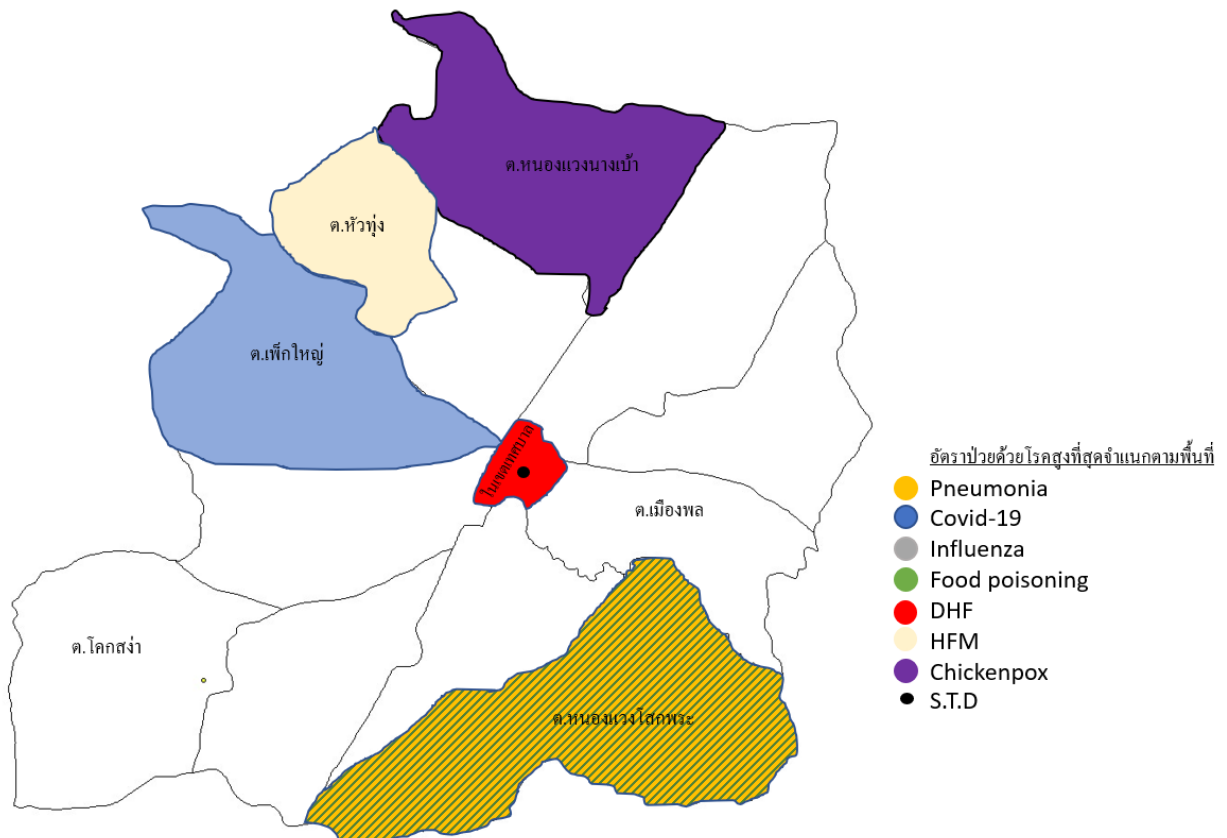 ต.หนองแวงนางเบ้า
ต.หัวทุ่ง
ต.เพ็กใหญ่
ในเขตเทศบาล
ต.เมืองพล
ต.โคกสง่า
ต.หนองแวงโสกพระ
อัตราป่วยด้วยโรคสูงที่สุดจำแนกตามพื้นที่
Pneumonia
Covid-19
Influenza
Food poisoning
DHF
HFM
Chickenpox
S.T.D